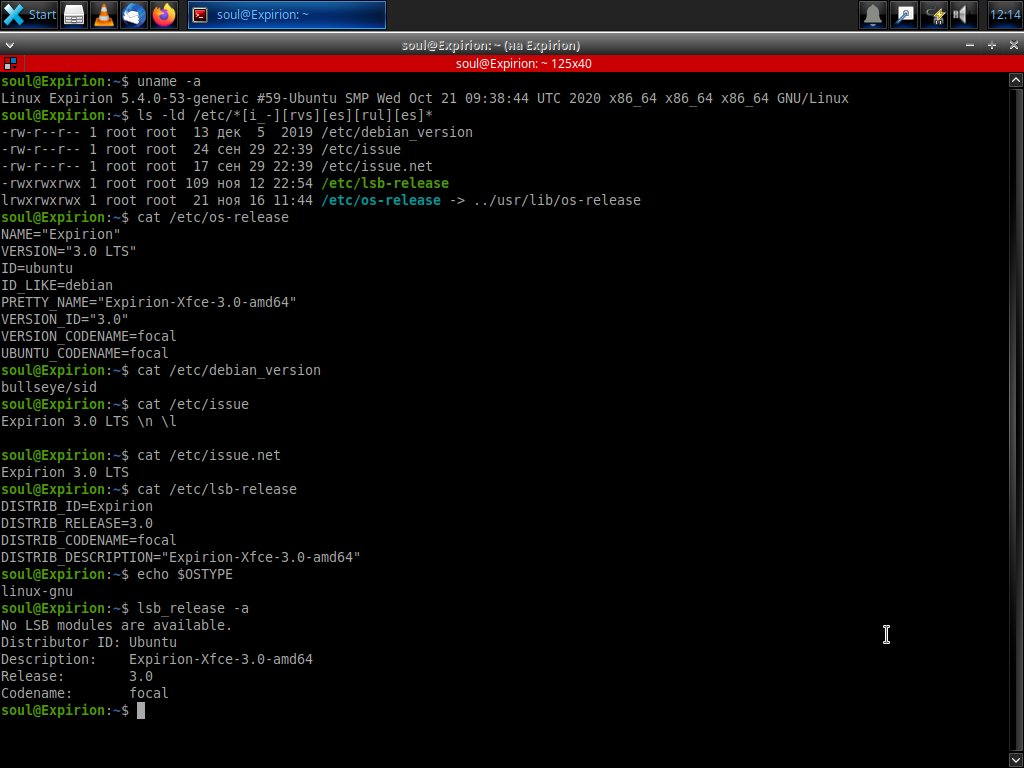 Start soul@Expirion: ~ 12:14
soul@Expirion: ~ (на Expirion)
soul@Expirion: ~ 125x40
soul@Expirion:~$ uname -a
Linux Expirion 5.4.0-53-generic #59-Ubuntu SMP Wed Oct 21 09:38:44 UTC 2020 x86_64 x86_64 x86_64 GNU/Linux
soul@Expirion:~$ ls -ld /etc/*[i_-][rvs][es][rul][es]*
-rw-r--r-- 1 root root  13 дек  5  2019 /etc/debian_version
-rw-r--r-- 1 root root  24 сен 29 22:39 /etc/issue
-rw-r--r-- 1 root root  17 сен 29 22:39 /etc/issue.net
-rwxrwxrwx 1 root root 109 ноя 12 22:54 /etc/lsb-release
lrwxrwxrwx 1 root root  21 ноя 16 11:44 /etc/os-release -> ../usr/lib/os-release
soul@Expirion:~$ cat /etc/os-release
NAME="Expirion"
VERSION="3.0 LTS"
ID=ubuntu
ID_LIKE=debian
PRETTY_NAME="Expirion-Xfce-3.0-amd64"
VERSION_ID="3.0"
VERSION_CODENAME=focal
UBUNTU_CODENAME=focal
soul@Expirion:~$ cat /etc/debian_version
bullseye/sid
soul@Expirion:~$ cat /etc/issue
Expirion 3.0 LTS \n \l
soul@Expirion:~$ cat /etc/issue.net
Expirion 3.0 LTS
soul@Expirion:~$ cat /etc/lsb-release
DISTRIB_ID=Expirion
DISTRIB_RELEASE=3.0
DISTRIB_CODENAME=focal
DISTRIB_DESCRIPTION="Expirion-Xfce-3.0-amd64"
soul@Expirion:~$ echo $OSTYPE
linux-gnu
soul@Expirion:~$ lsb_release -a
No LSB modules are available.
Distributor ID: Ubuntu
Description:    Expirion-Xfce-3.0-amd64
Release:        3.0
Codename:       focal
soul@Expirion:~$